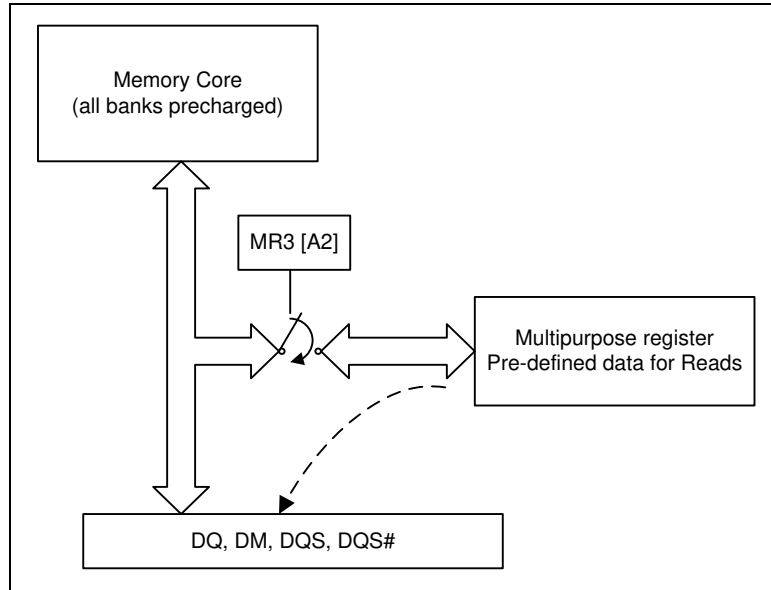 Memory Core
(all banks precharged)
MR3 [A2]
Multipurpose register
Pre-defined data for Reads
DQ, DM, DQS, DQS#